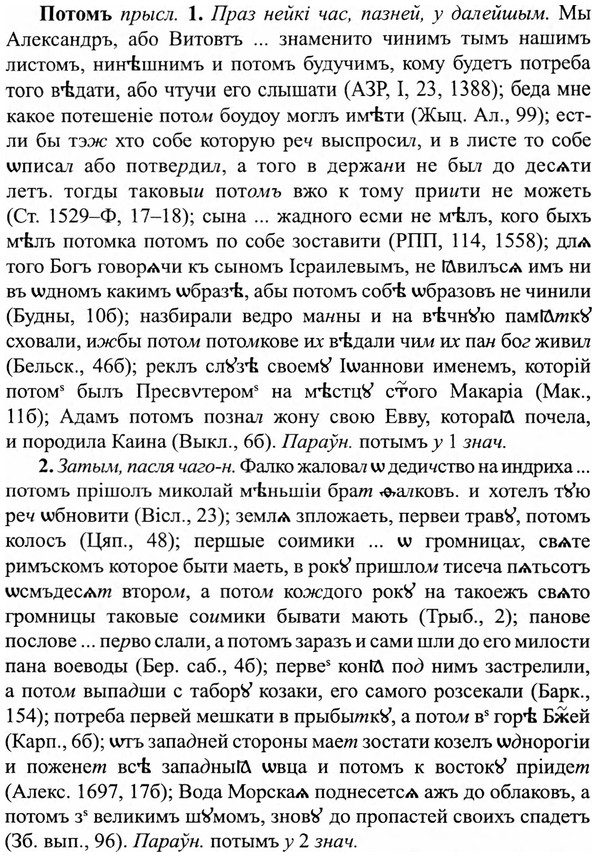 Потомъ прысл. 1. Праз нейкі час, пазней, у далейшым. Мы
Александръ, або Витовтъ ... знаменито чинимъ тымъ нашимъ
листомъ, нинѣшнимъ и потомъ будучимъ, кому будетъ потреба
того вѣдати, або чтучи его слышати (АЗР, I, 23, 1388); беда мне
какое потешеніе потом боудоу моглъ имѣти (Жыц. Ал., 99); ест-
ли бы тэж хто собе которую реч выспросил, и в листе то собе
ѡписал або потвердил, а того в держани не был до десѧти
летъ. тогды таковыи потомъ вжо к тому приити не можеть
(Ст. 1529–Ф, 17–18); сына ... жадного есми не мѣлъ, кого быхъ
мѣлъ потомка потомъ по собе зоставити (РПП, 114, 1558); длѧ
того Богъ говорѧчи къ сыномъ Ісраилевымъ, не ꙗвилъсѧ имъ ни
въ ѡдномъ какимъ ѡбразѣ, абы потомъ собѣ ѡбразовъ не чинили
(Будны, 10б); назбирали ведро манны и на вѣчнꙋю памꙗткꙋ
сховали, ижбы потом потомкове их вѣдали чим их пан бог живил
(Бельск., 46б); реклъ слꙋзѣ своемꙋ Іѡаннови именемъ, которій
потомˢ былъ Пресвѵтеромˢ на мѣстцꙋ ст҃ого Макаріа (Мак.,
11б); Адамъ потомъ познал жону свою Евву, котораꙗ почела,
и породила Каина (Выкл., 6б). Параўн. потымъ у 1 знач.
2. Затым, пасля чаго-н. Фалко жаловал ѡ дедичство на индриха ...
потомъ прішолъ миколай мѣньшіи брат ѳалковъ. и хотелъ тꙋю
реч ѡбновити (Вісл., 23); землѧ зпложаеть, первеи травꙋ, потомъ
колосъ (Цяп., 48); першые соимики ... ѡ громницах, свѧте
римъскомъ которое быти маеть, в рокꙋ пришлом тисеча пѧтьсотъ
ѡсмъдесѧт второмъ, а потом кождого рокꙋ на такоежъ свѧто
громницы таковые соимики бывати мають (Трыб., 2); панове
послове ... перво слали, а потомъ заразъ и сами шли до его милости
пана воеводы (Бер. саб., 4б); первеˢ конꙗ под нимъ застрелили,
а потом выпадши с таборꙋ козаки, его самого розсекали (Барк.,
154); потреба первей мешкати в прибыткꙋ, а потом вˢ горѣ Бж҃ей
(Карп., 6б); ѡтъ западней стороны мает зостати козелъ ѡднорогіи
и поженет всѣ западныꙗ ѡвца и потомъ к востокꙋ пріидет
(Алекс. 1697, 17б); Вода Морскаѧ поднесетсѧ ажъ до облаковъ, а
потомъ зˢ великимъ шꙋмомъ, зновꙋ до пропастей своихъ спадетъ
(Зб. вып., 96). Параўн. потымъ у 2 знач.